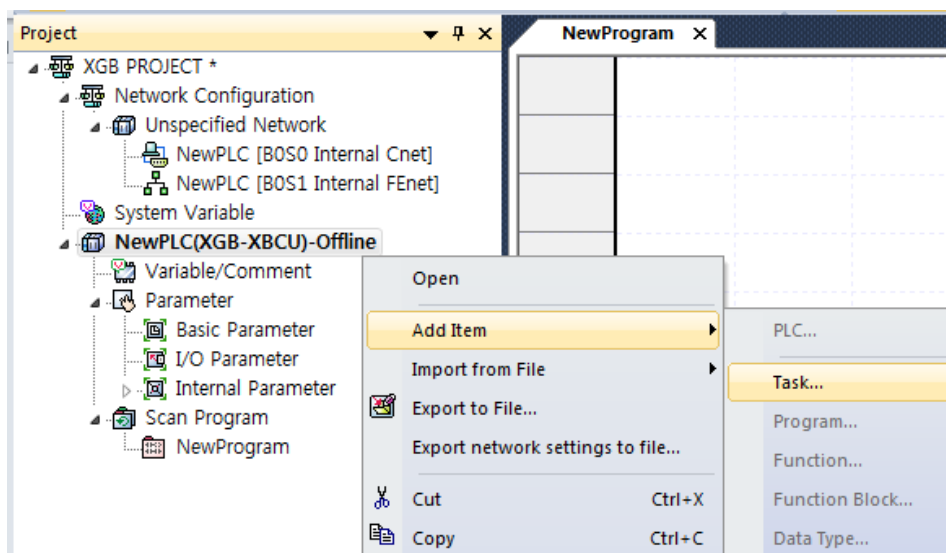 Project
NewProgram
XGB PROJECT *
Network Configuration
Unspecified Network
NewPLC [B0S0 Internal Cnet]
NewPLC [B0S1 Internal FEnet]
System Variable
NewPLC(XGB-XBCU)-Offline
Variable/Comment
Parameter
Basic Parameter
I/O Parameter
Internal Parameter
Scan Program
NewProgram
Open
Add Item
Import from File
Export to File...
Export network settings to file...
Cut Ctrl+X
Copy Ctrl+C
PLC...
Task...
Program...
Function...
Function Block...
Data Type...